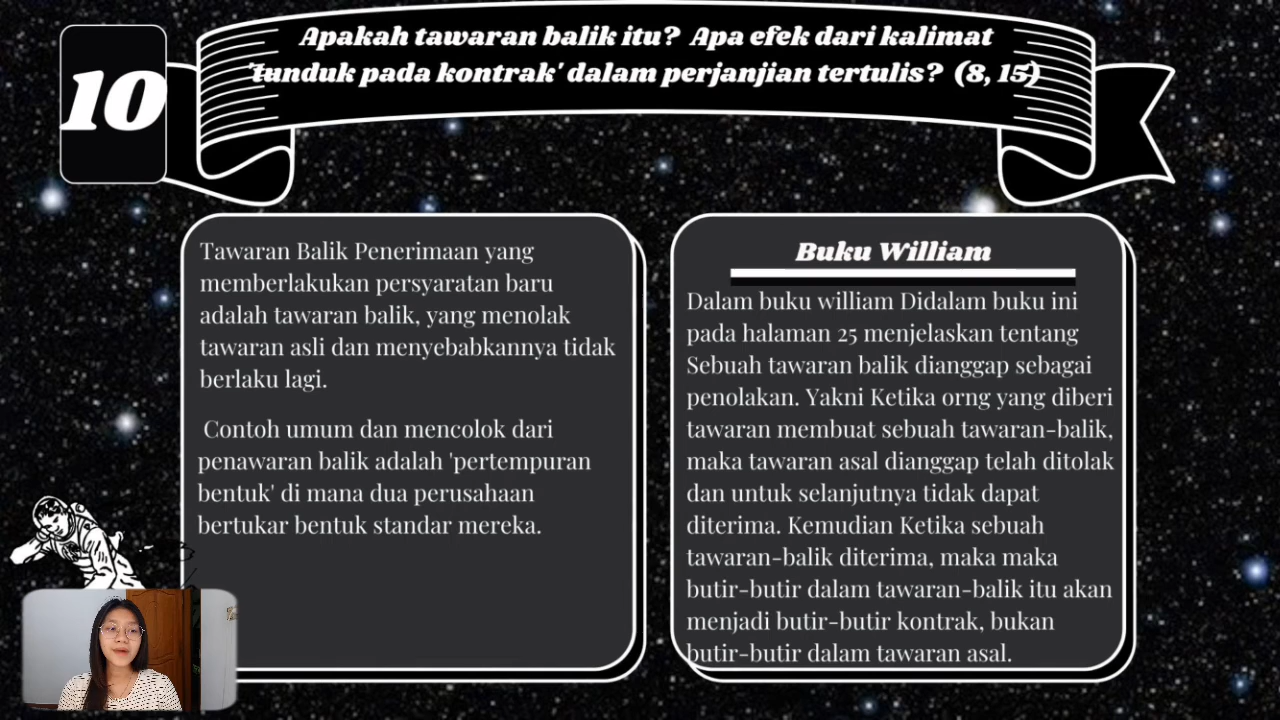 10
Apakah tawaran balik itu? Apa efek dari kalimat
'tunduk pada kontrak' dalam perjanjian tertulis? (8, 15)
Tawaran Balik Penerimaan yang
memberlakukan persyaratan baru
adalah tawaran balik, yang menolak
tawaran asli dan menyebabkannya tidak
berlaku lagi.
Contoh umum dan mencolok dari
penawaran balik adalah 'pertempuran
bentuk' di mana dua perusahaan
bertukar bentuk standar mereka.
Buku William
Dalam buku william Didalam buku ini
pada halaman 25 menjelaskan tentang
Sebuah tawaran balik dianggap sebagai
penolakan. Yakni Ketika orng yang diberi
tawaran membuat sebuah tawaran-balik,
maka tawaran asal dianggap telah ditolak
dan untuk selanjutnya tidak dapat
diterima. Kemudian Ketika sebuah
tawaran-balik diterima, maka maka
butir-butir dalam tawaran-balik itu akan
menjadi butir-butir kontrak, bukan
butir-butir dalam tawaran asal.